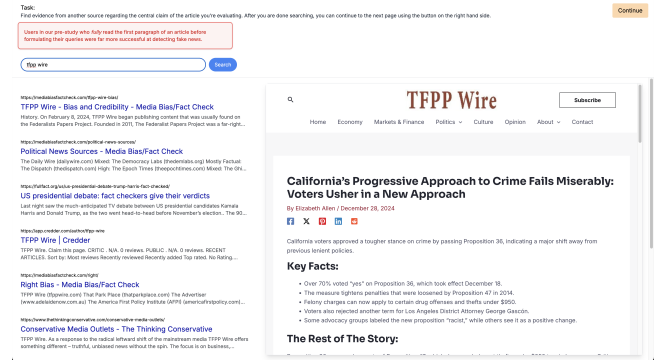 Task:
Find evidence from another source regarding the central claim of the article you're evaluating. After you are done searching, you can continue to the next page using the button on the right hand side.
Continue
Users in our pre-study who fully read the first paragraph of an article before
formulating their queries were far more successful at detecting fake news.
tfpp wire
Search
https://mediabiasfactcheck.com/tfpp-wire-bias/
TFPP Wire - Bias and Credibility - Media Bias/Fact Check
History. On February 8, 2024, TFPP Wire began publishing content that was usually found on
the Federalists Papers Project. Founded in 2011, The Federalist Papers Project was a far-right...
https://mediabiasfactcheck.com/political-news-sources/
Political News Sources - Media Bias/Fact Check
The Daily Wire (dailywire.com) Mixed: The Democracy Labs (thedemlabs.org) Mostly Factual:
The Dispatch (thedispatch.com) High: The Epoch Times (theepochtimes.com) Mixed: The Ghi...
https://fullfact.org/us/us-presidential-debate-trump-harris-fact-checked/
US presidential debate: fact checkers give their verdicts
Last night saw the much-anticipated TV debate between US presidential candidates Kamala
Harris and Donald Trump, as the two went head-to-head before November's election.. The 90...
https://app.credder.com/author/tfpp-wire
TFPP Wire | Credder
TFPP Wire. Claim this page. CRITIC . N/A. 0 reviews. PUBLIC . N/A. 0 reviews. RECENT
ARTICLES. Sort by: Most reviews Recently reviewed Recently added Top rated. No Rating,...
https://mediabiasfactcheck.com/right/
Right Bias - Media Bias/Fact Check
TFPP Wire (tfppwire.com) That Park Place (thatparkplace.com) The Advertiser
(www.adelaidenow.com.au) The America First Policy Institute (AFPI) (americafirstpolicy.com)...
https://www.thethinkingconservative.com/conservative-media-outlets/
Conservative Media Outlets - The Thinking Conservative
TFPP Wire. As a response to the radical leftward shift of the mainstream media TFPP Wire offers
something different – truthful, unbiased news without the spin. The focus is on business,...
TFPP Wire
Subscribe
Home Economy Markets & Finance Politics Culture Opinion About Contact
California's Progressive Approach to Crime Fails Miserably:
Voters Usher in a New Approach
By Elizabeth Allen / December 28, 2024
California voters approved a tougher stance on crime by passing Proposition 36, indicating a major shift away from
previous lenient policies.
Key Facts:
• Over 70% voted "yes" on Proposition 36, which took effect December 18.
• The measure tightens penalties that were loosened by Proposition 47 in 2014.
• Felony charges can now apply to certain drug offenses and thefts under $950.
• Voters also rejected another term for Los Angeles District Attorney George Gascón.
• Some advocacy groups labeled the new proposition "racist," while others see it as a positive change.
The Rest of The Story: